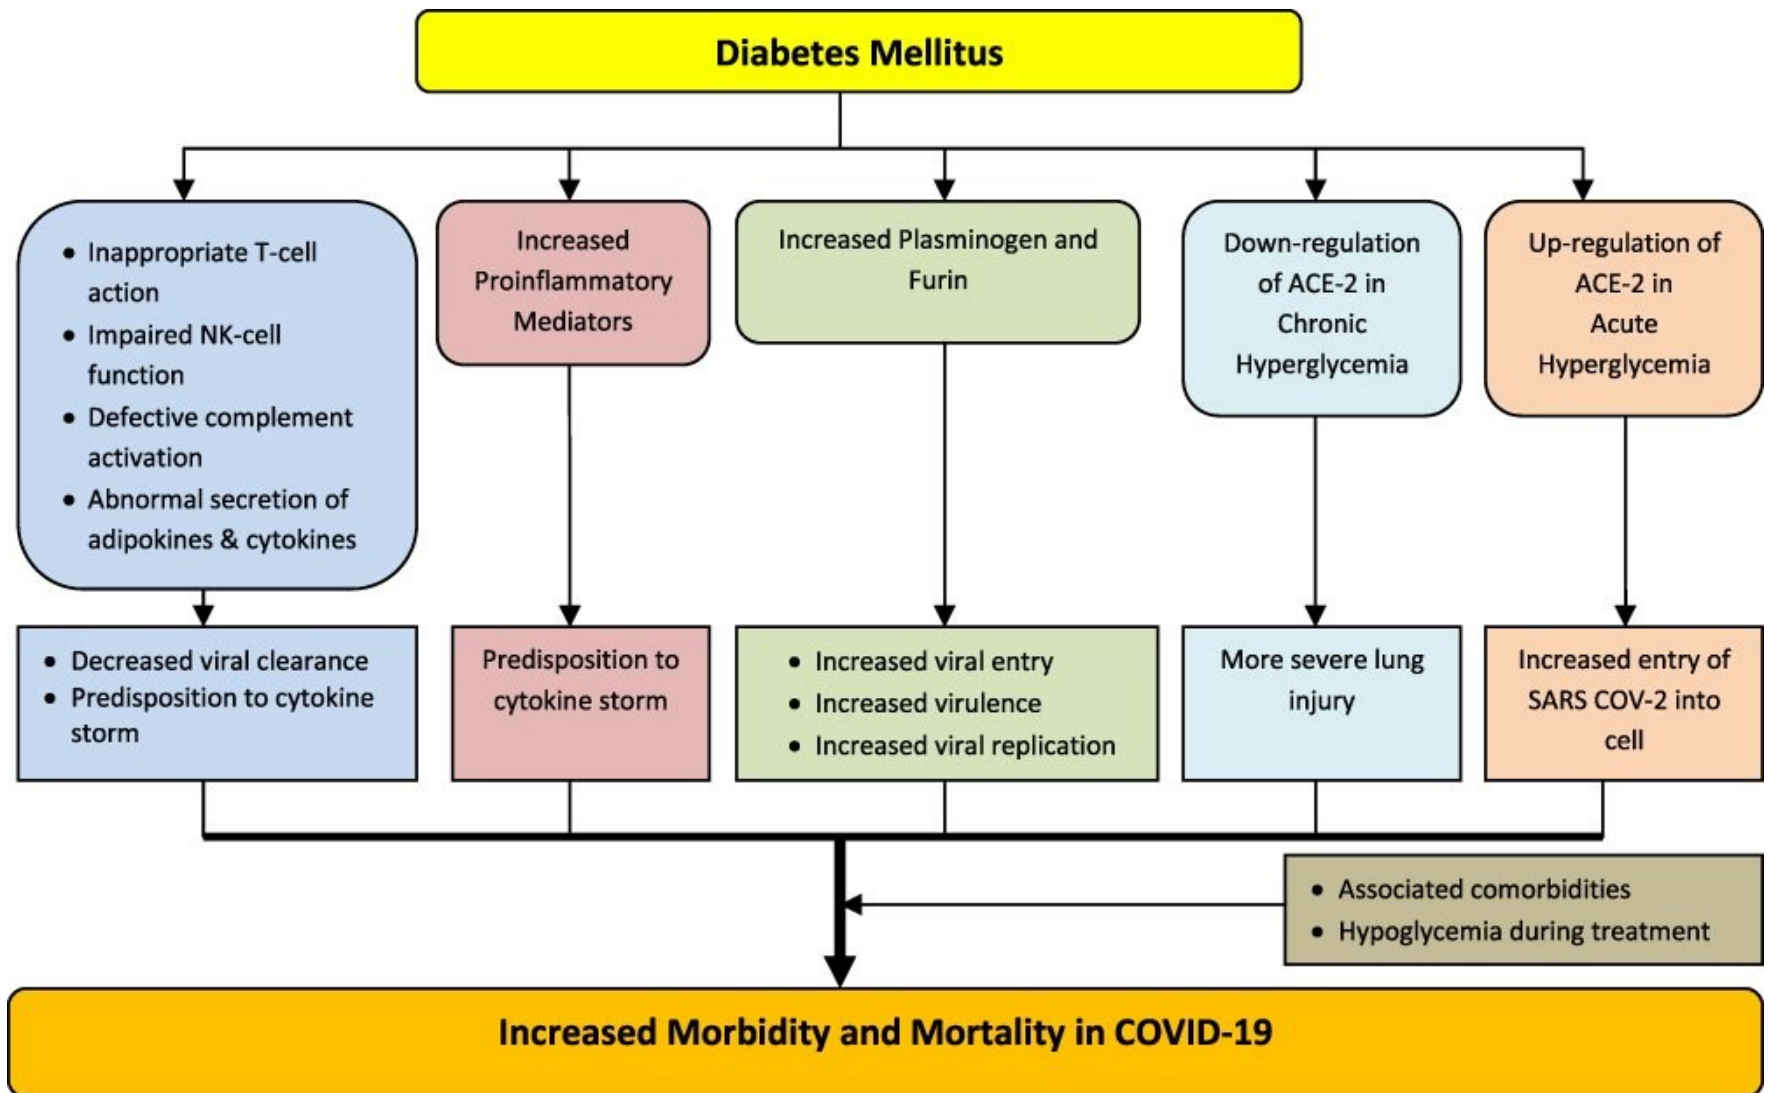 Diabetes Mellitus
• Inappropriate T-cell
action
• Impaired NK-cell
function
• Defective complement
activation
• Abnormal secretion of
adipokines & cytokines
Increased
Proinflammatory
Mediators
Increased Plasminogen and
Furin
Down-regulation
of ACE-2 in
Chronic
Hyperglycemia
Up-regulation of
ACE-2 in
Acute
Hyperglycemia
• Decreased viral clearance
• Predisposition to cytokine
storm
Predisposition to
cytokine storm
• Increased viral entry
• Increased virulence
• Increased viral replication
More severe lung
injury
Increased entry of
SARS COV-2 into
cell
• Associated comorbidities
• Hypoglycemia during treatment
Increased Morbidity and Mortality in COVID-19